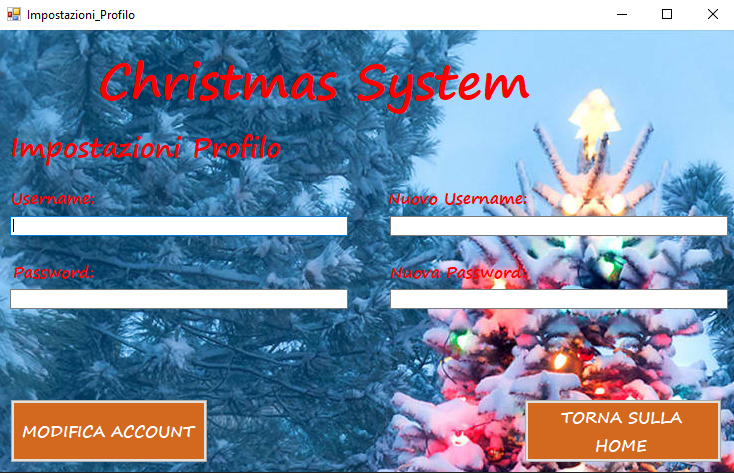 Impostazioni_Profilo
Christmas System
Impostazioni Profilo
Username:
Nuovo Username:
Password:
Nuova Password:
MODIFICA ACCOUNT
TORNA SULLA
HOME